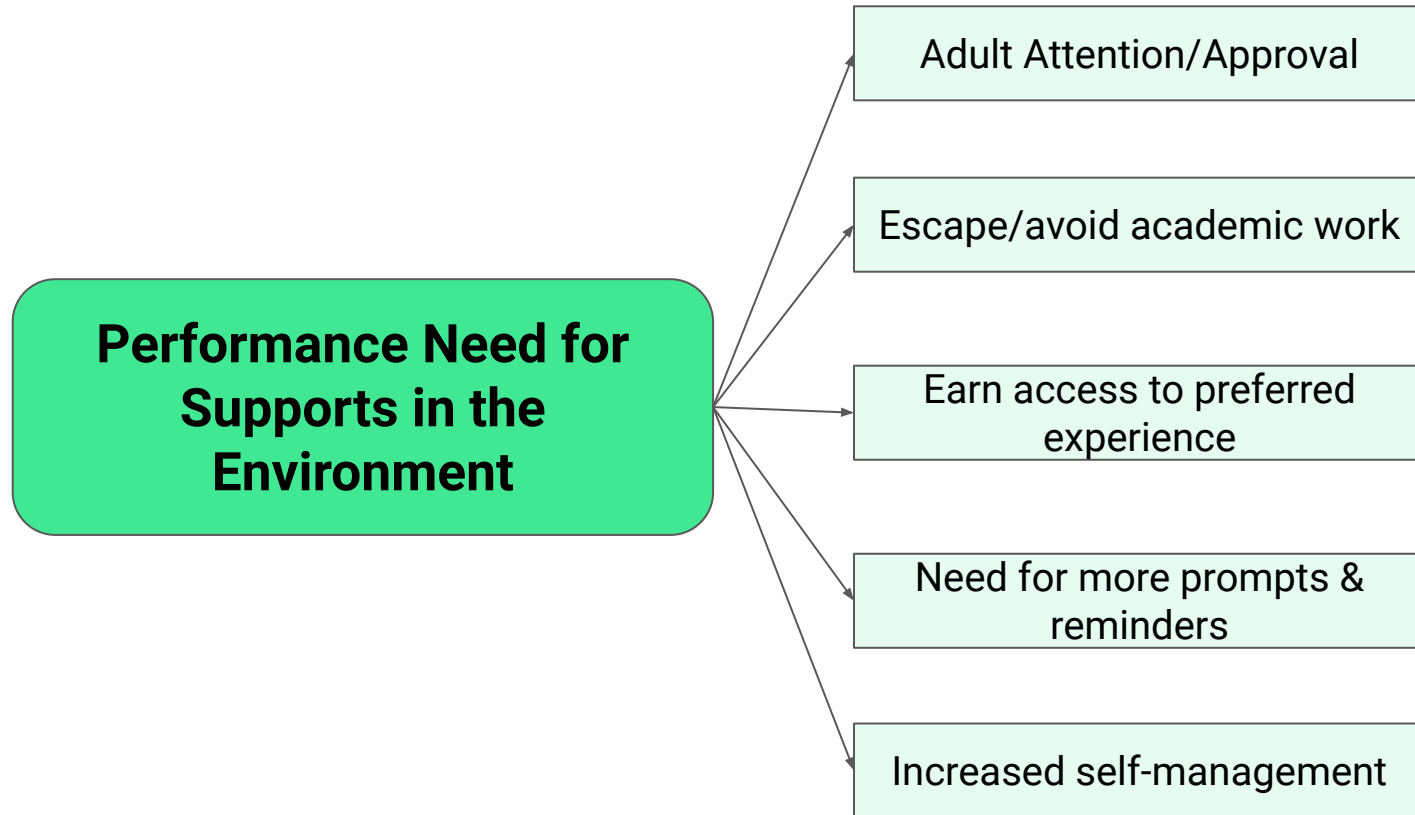 Adult Attention/Approval
Escape/avoid academic work
Performance Need for
Supports in the
Environment
Earn access to preferred
experience
Need for more prompts &
reminders
Increased self-management